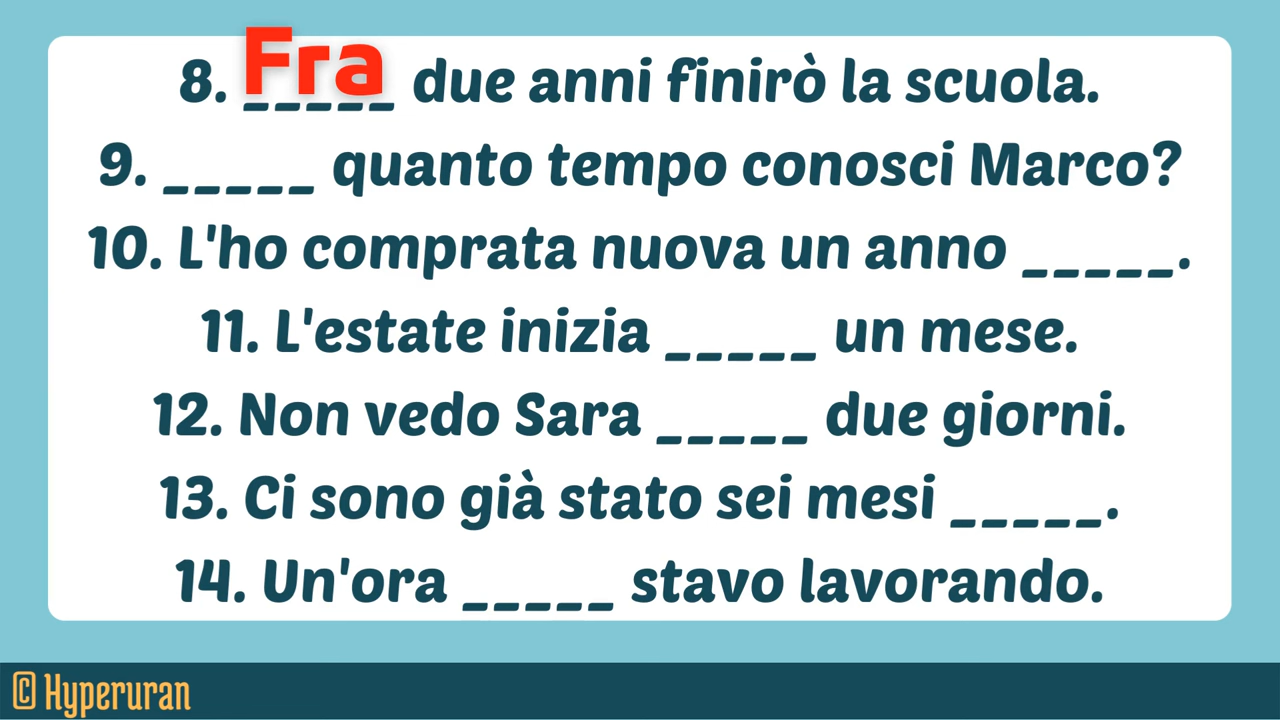 8. Fra due anni finirò la scuola.
9. _____ quanto tempo conosci Marco?
10. L'ho comprata nuova un anno _____.
11. L'estate inizia _____ un mese.
12. Non vedo Sara _____ due giorni.
13. Ci sono già stato sei mesi _____.
14. Un'ora _____ stavo lavorando.
© Hyperuran